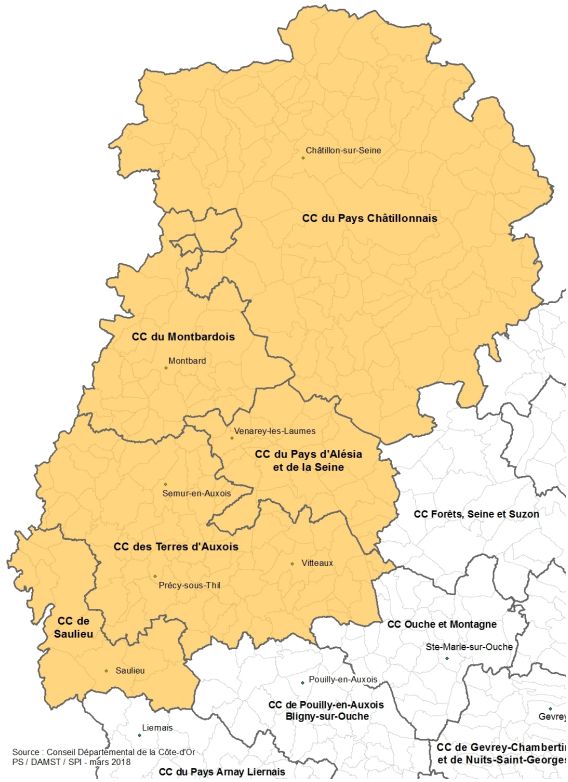 Châtillon-sur-Seine
CC du Pays Châtillonnais
CC du Montbardois
Montbard
Venarey-les-Laumes
CC du Pays d'Alésia
et de la Seine
Semur-en-Auxois
CC Forêts, Seine et Suzon
CC des Terres d'Auxois
Vitteaux
Précy-sous-Thil
CC de
Saulieu
CC Ouche et Montagne
Ste-Marie-sur-Ouche
Saulieu
Pouilly-en-Auxois
CC de Pouilly-en-Auxois
Bligny-sur-Ouche
Gevrey
Liernais
CC de Gevrey-Chambertin
et de Nuits-Saint-Georges
Source : Conseil Départemental de la Côte-d'Or
PS / DAMST / SPI - mars 2018
CC du Pays Arnay Liernais